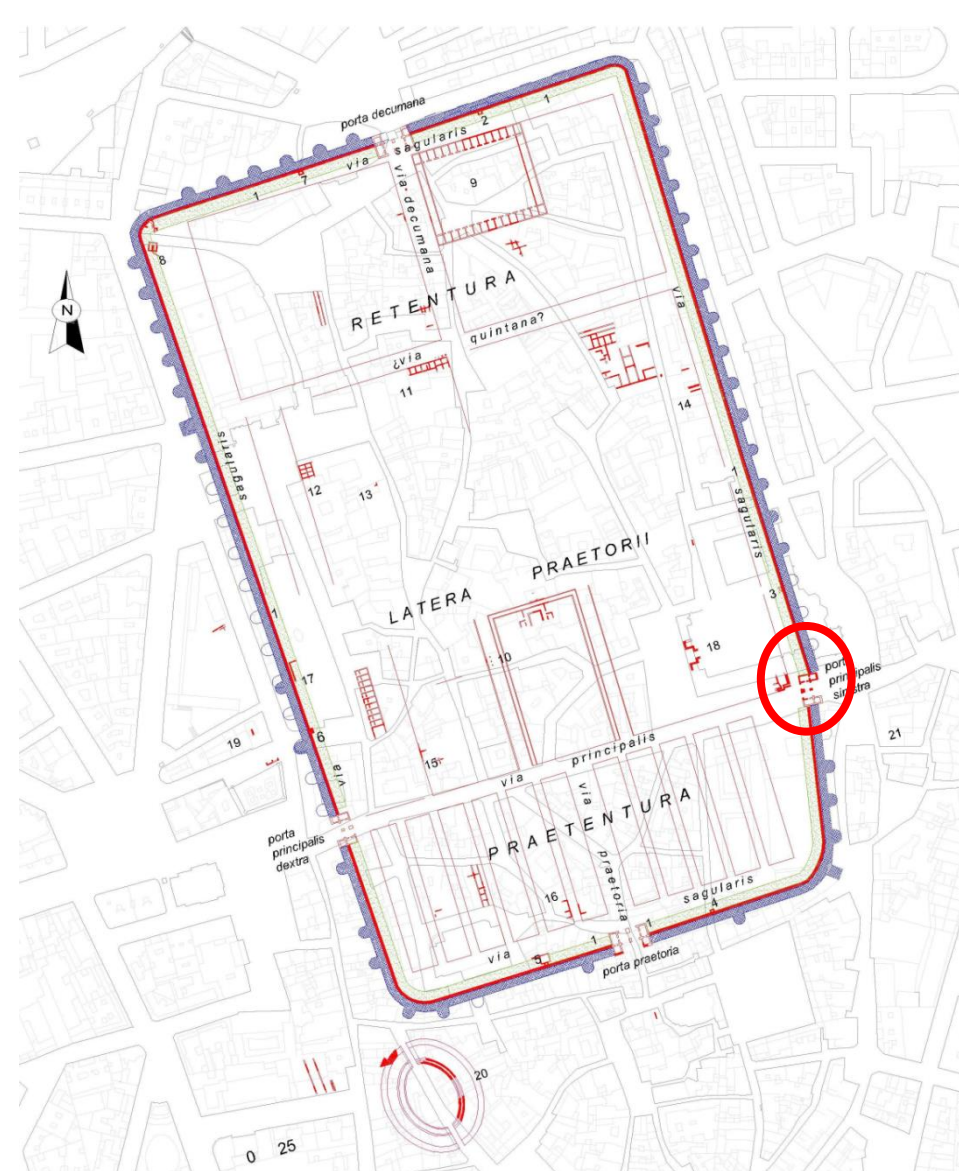 porta decumana
1
2
sagularis
via
7
1
9
via decumana
8
N
RETENTURA
via
quintana?
¿via
11
14
sagularis
12
13
1
sagularis
PRAETORII
LATERA
3
10
18
1
17
porta
principalis
sinistra
6
19
21
via
principalis
via
15
via
porta
principalis
dextra
PRAETENTURA
praetoria
sagularis
16
4
1
1
via
5
porta praetoria
20
0 25